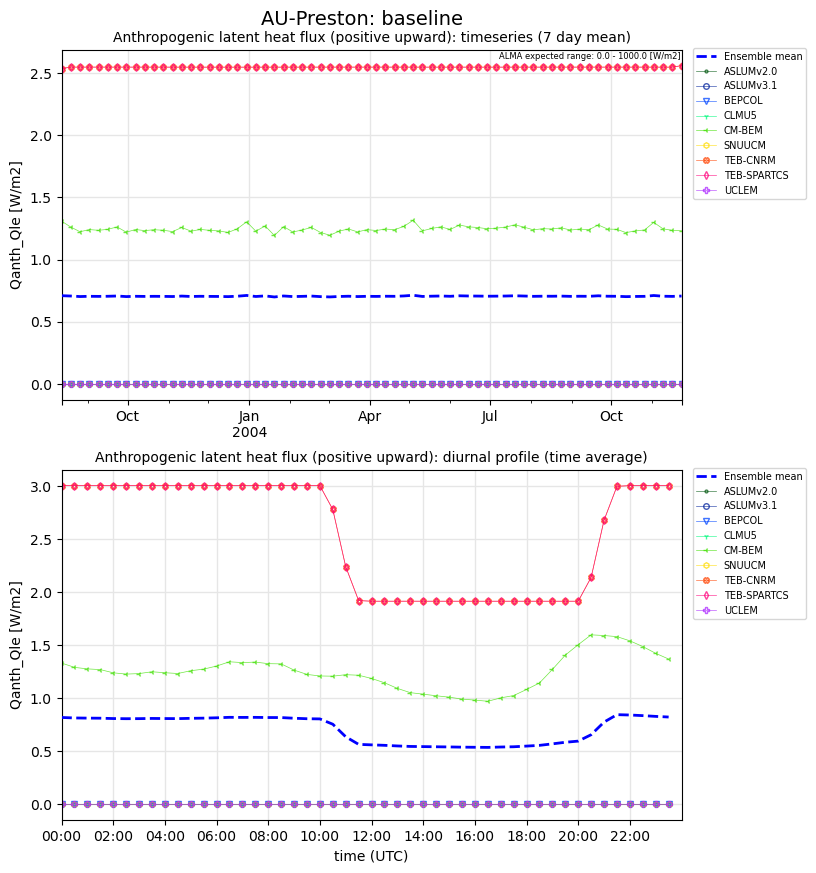 AU-Preston: baseline
Anthropogenic latent heat flux (positive upward): timeseries (7 day mean)
ALMA expected range: 0.0 - 1000.0 [W/m2]
Qanth_Qle [W/m2]
2.5
2.0
1.5
1.0
0.5
0.0
Oct
Jan
2004
Apr
Jul
Oct
Ensemble mean
ASLUMv2.0
ASLUMv3.1
BEPCOL
CLMU5
CM-BEM
SNUUCM
TEB-CNRM
TEB-SPARTCS
UCLEM
Anthropogenic latent heat flux (positive upward): diurnal profile (time average)
Qanth_Qle [W/m2]
3.0
2.5
2.0
1.5
1.0
0.5
0.0
00:00 02:00 04:00 06:00 08:00 10:00 12:00 14:00 16:00 18:00 20:00 22:00
time (UTC)
Ensemble mean
ASLUMv2.0
ASLUMv3.1
BEPCOL
CLMU5
CM-BEM
SNUUCM
TEB-CNRM
TEB-SPARTCS
UCLEM